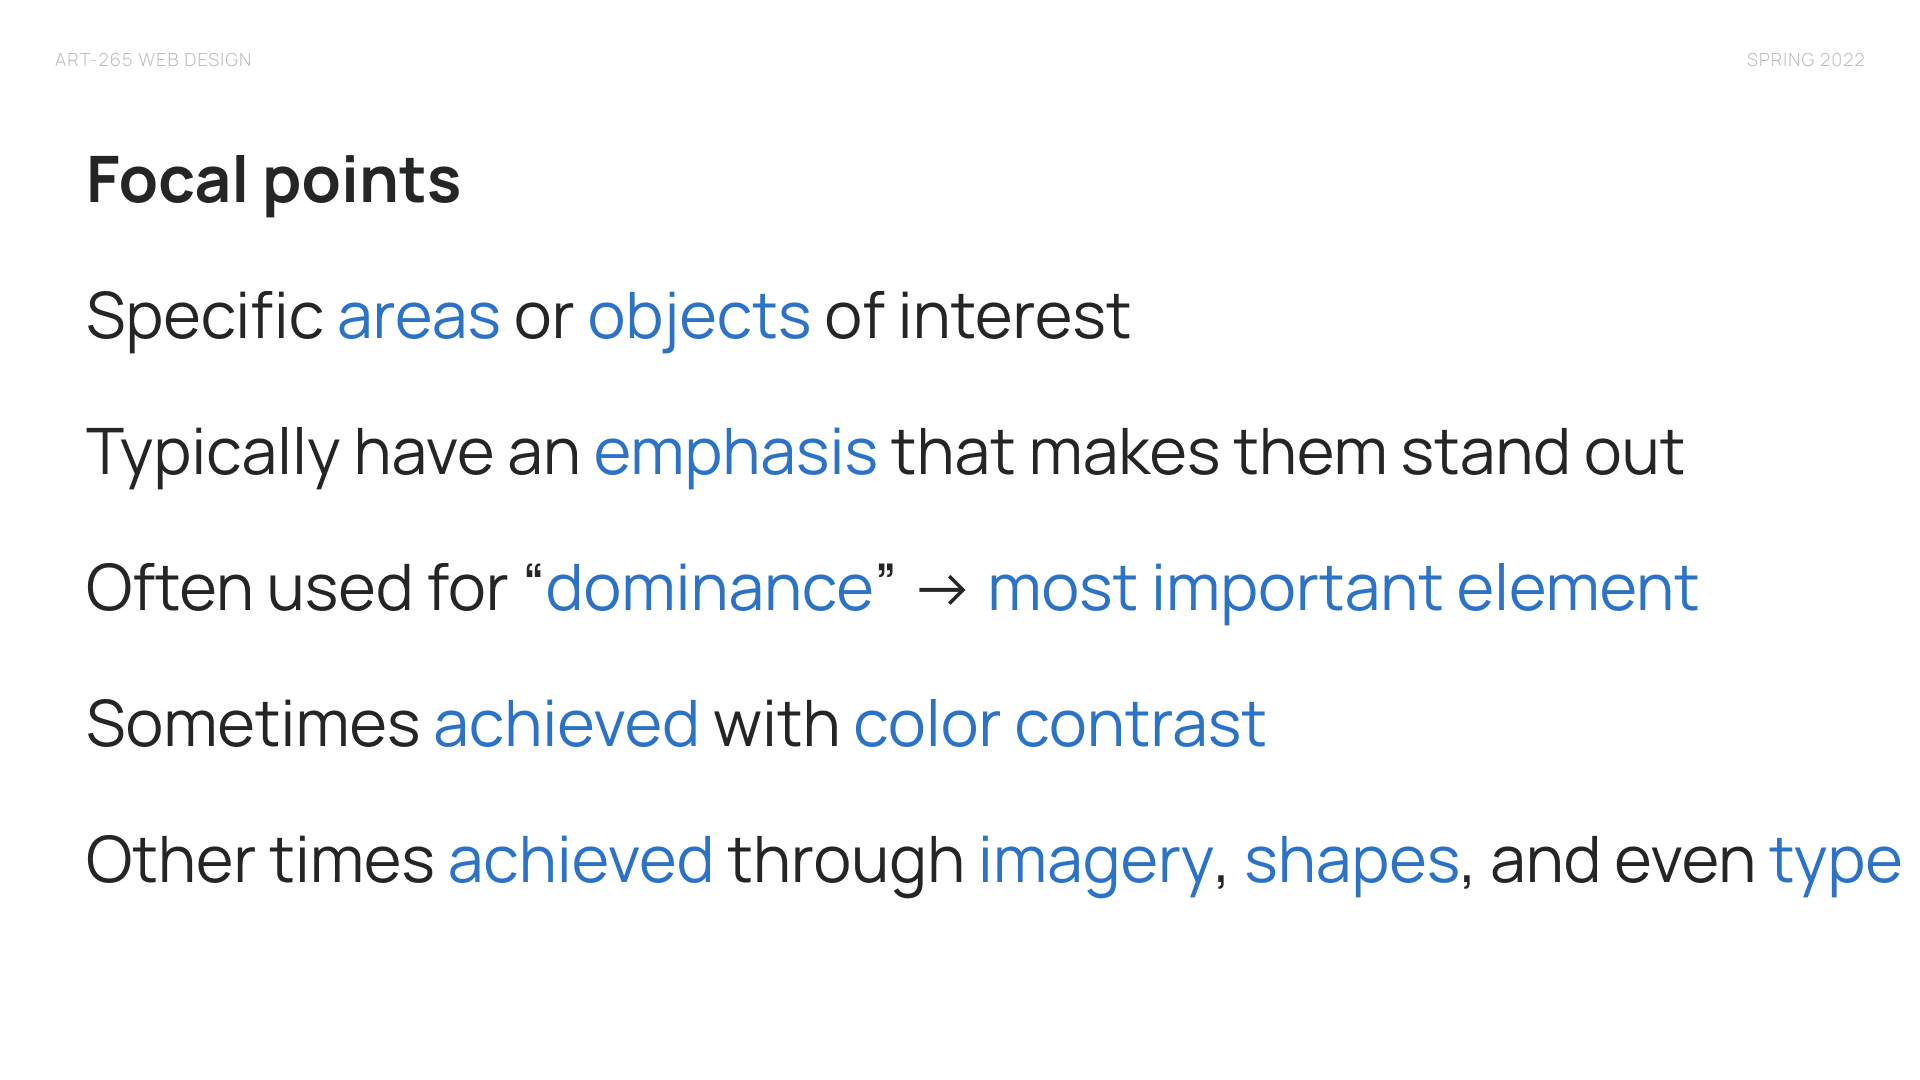 ART-265 WEB DESIGN
SPRING 2022
Focal points
Specific areas or objects of interest
Typically have an emphasis that makes them stand out
Often used for “dominance” → most important element
Sometimes achieved with color contrast
Other times achieved through imagery, shapes, and even type